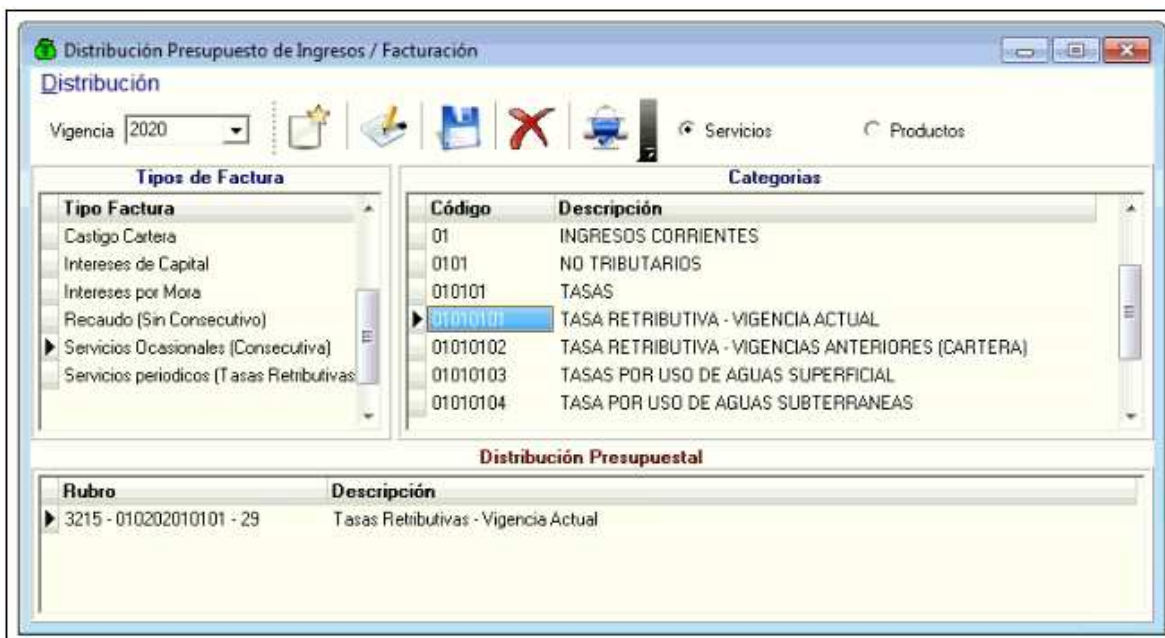 Distribución Presupuesto de Ingresos / Facturación
Distribución
Vigencia 2020 Servicios Productos
Tipos de Factura
Tipo Factura
Castigo Cartera
Intereses de Capital
Intereses por Mora
Recaudo (Sin Consecutivo)
Servicios Ocasionales (Consecutiva)
Servicios periodicos (Tasas Retributivas
Categorias
Código Descripción
01 INGRESOS CORRIENTES
0101 NO TRIBUTARIOS
010101 TASAS
01010101 TASA RETRIBUTIVA - VIGENCIA ACTUAL
01010102 TASA RETRIBUTIVA - VIGENCIAS ANTERIORES (CARTERA)
01010103 TASAS POR USO DE AGUAS SUPERFICIAL
01010104 TASA POR USO DE AGUAS SUBTERRANEAS
Distribución Presupuestal
Rubro Descripción
3215 - 010202010101 - 29 Tasas Retributivas - Vigencia Actual